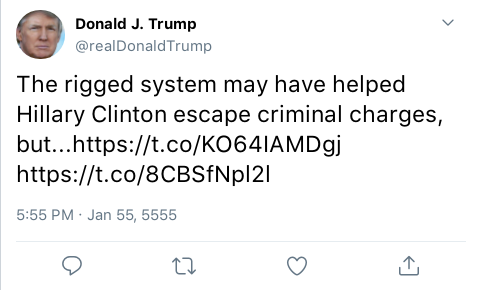 Donald J. Trump
@realDonaldTrump
The rigged system may have helped
Hillary Clinton escape criminal charges,
but...https://t.co/KO64IAMDgj
https://t.co/8CBSfNpl2l
5:55 PM · Jan 55, 5555